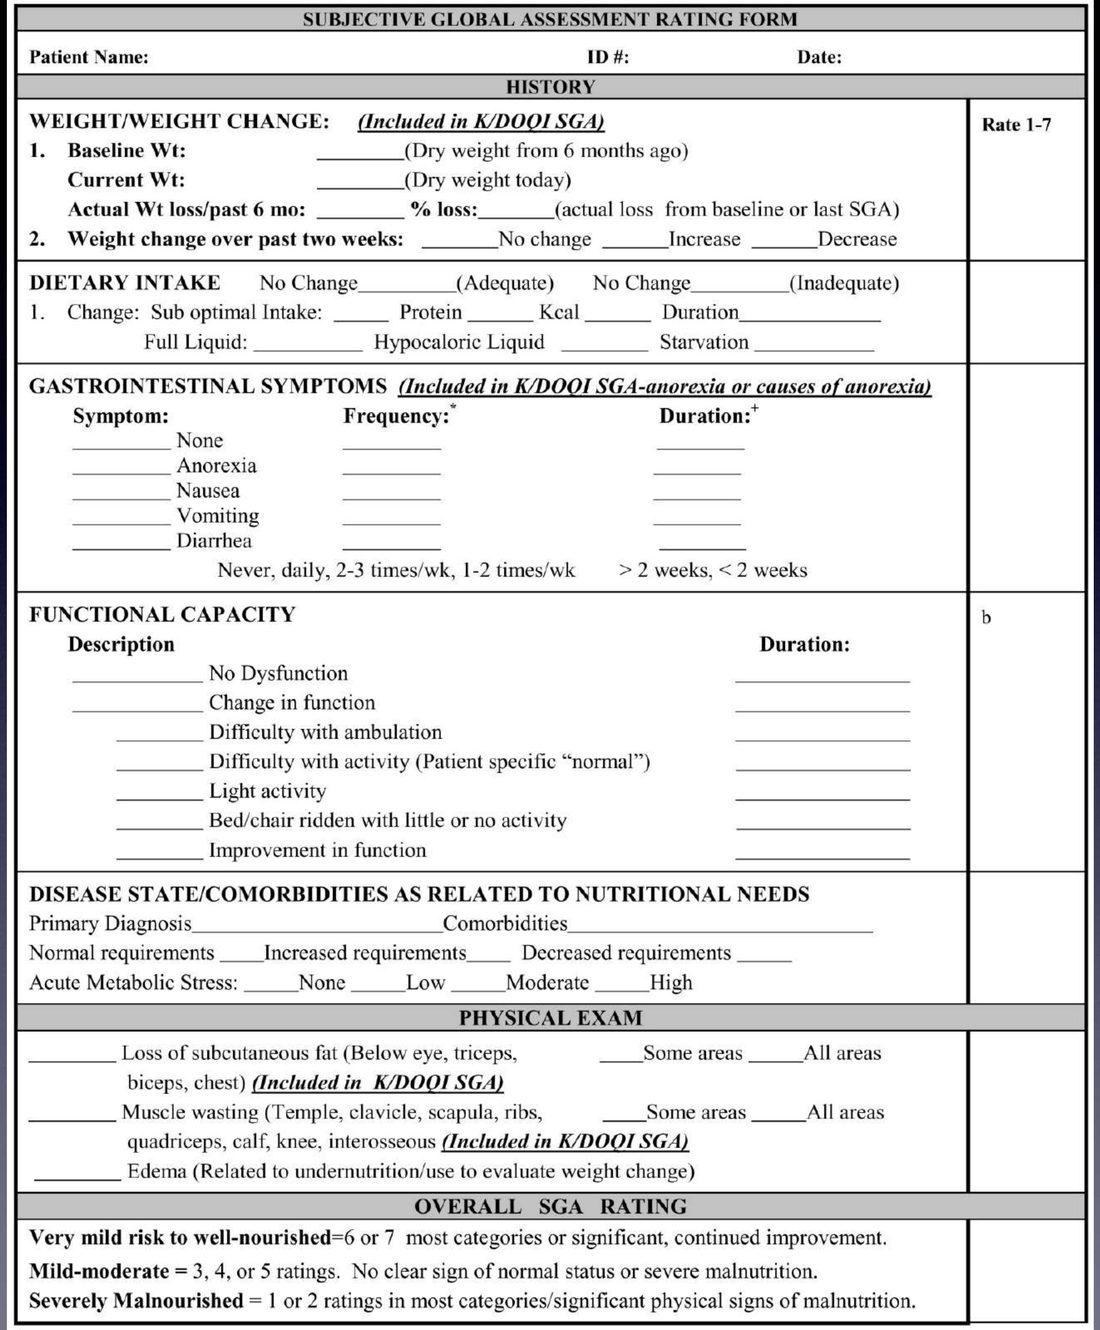 SUBJECTIVE GLOBAL ASSESSMENT RATING FORM
Patient Name: ID #: Date:
HISTORY
WEIGHT/WEIGHT CHANGE: (Included in K/DOQI SGA) Rate 1-7
1. Baseline Wt: ________(Dry weight from 6 months ago)
Current Wt: ________(Dry weight today)
Actual Wt loss/past 6 mo: ________ % loss:_______(actual loss from baseline or last SGA)
2. Weight change over past two weeks: _______No change ______Increase ______Decrease
DIETARY INTAKE No Change_________(Adequate) No Change_________(Inadequate)
1. Change: Sub optimal Intake: _____ Protein ______ Kcal ______ Duration_____________
Full Liquid: __________ Hypocaloric Liquid ________ Starvation ___________
GASTROINTESTINAL SYMPTOMS (Included in K/DOQI SGA-anorexia or causes of anorexia)
Symptom: Frequency:* Duration:+
_________ None _________ ________
_________ Anorexia _________ ________
_________ Nausea _________ ________
_________ Vomiting _________ ________
_________ Diarrhea _________ ________
Never, daily, 2-3 times/wk, 1-2 times/wk > 2 weeks, < 2 weeks
FUNCTIONAL CAPACITY b
Description Duration:
____________ No Dysfunction ________________
____________ Change in function ________________
________ Difficulty with ambulation ________________
________ Difficulty with activity (Patient specific “normal”) ________________
________ Light activity ________________
________ Bed/chair ridden with little or no activity ________________
________ Improvement in function ________________
DISEASE STATE/COMORBIDITIES AS RELATED TO NUTRITIONAL NEEDS
Primary Diagnosis_______________________Comorbidities____________________________
Normal requirements ____Increased requirements____ Decreased requirements _____
Acute Metabolic Stress: _____None _____Low _____Moderate _____High
PHYSICAL EXAM
________ Loss of subcutaneous fat (Below eye, triceps, ____Some areas _____All areas
biceps, chest) (Included in K/DOQI SGA)
________ Muscle wasting (Temple, clavicle, scapula, ribs, ____Some areas _____All areas
quadriceps, calf, knee, interosseous (Included in K/DOQI SGA)
________ Edema (Related to undernutrition/use to evaluate weight change)
OVERALL SGA RATING
Very mild risk to well-nourished=6 or 7 most categories or significant, continued improvement.
Mild-moderate = 3, 4, or 5 ratings. No clear sign of normal status or severe malnutrition.
Severely Malnourished = 1 or 2 ratings in most categories/significant physical signs of malnutrition.